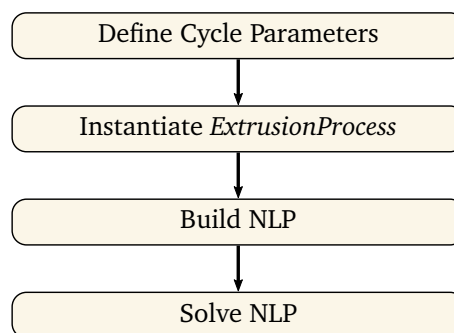 Define Cycle Parameters
Instantiate ExtrusionProcess
Build NLP
Solve NLP